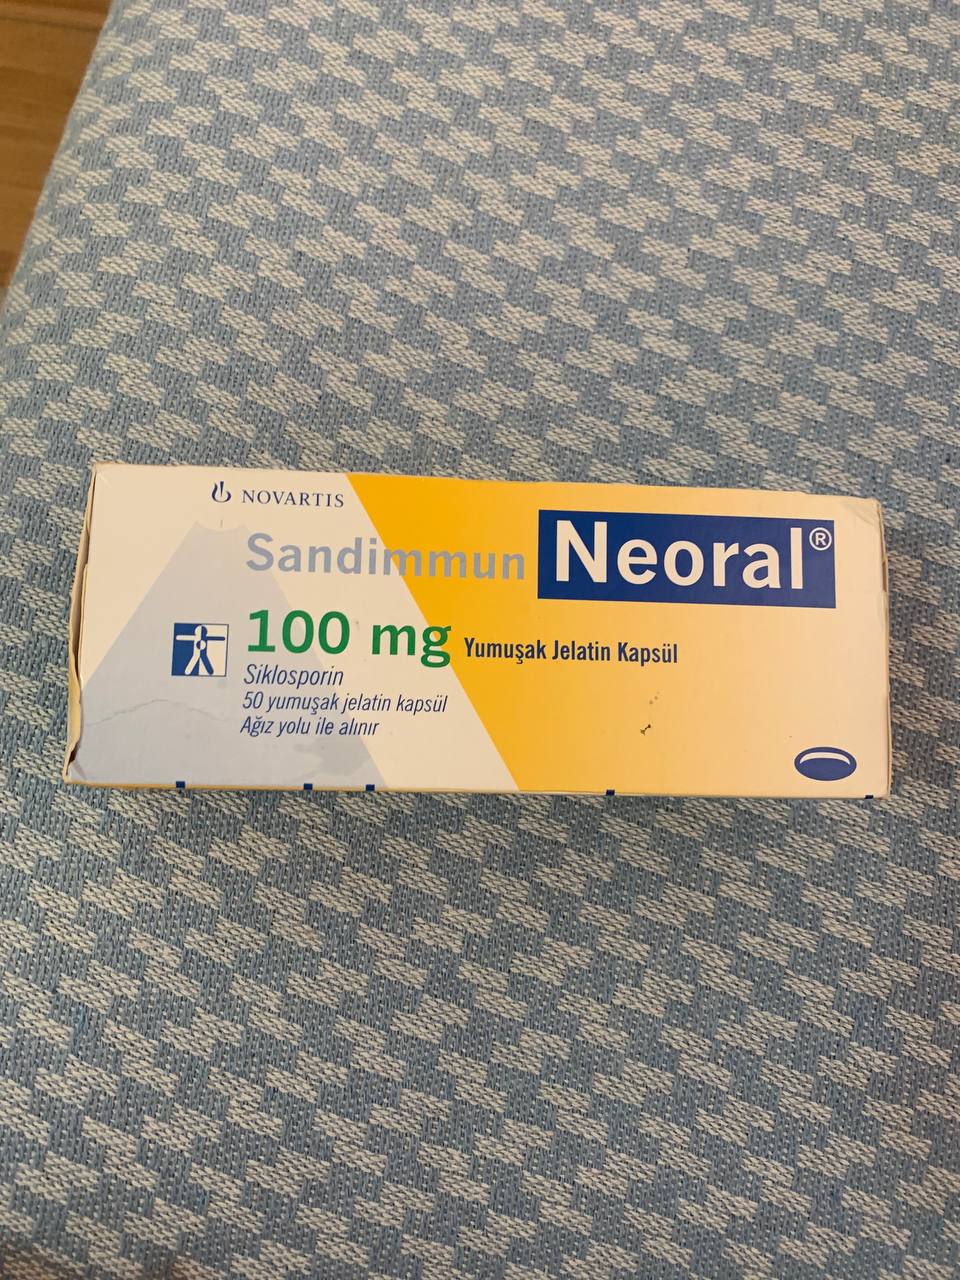 NOVARTIS
Sandimmun Neoral®
100 mg Yumuşak Jelatin Kapsül
Siklosporin
50 yumuşak jelatin kapsül
Ağız yolu ile alınır